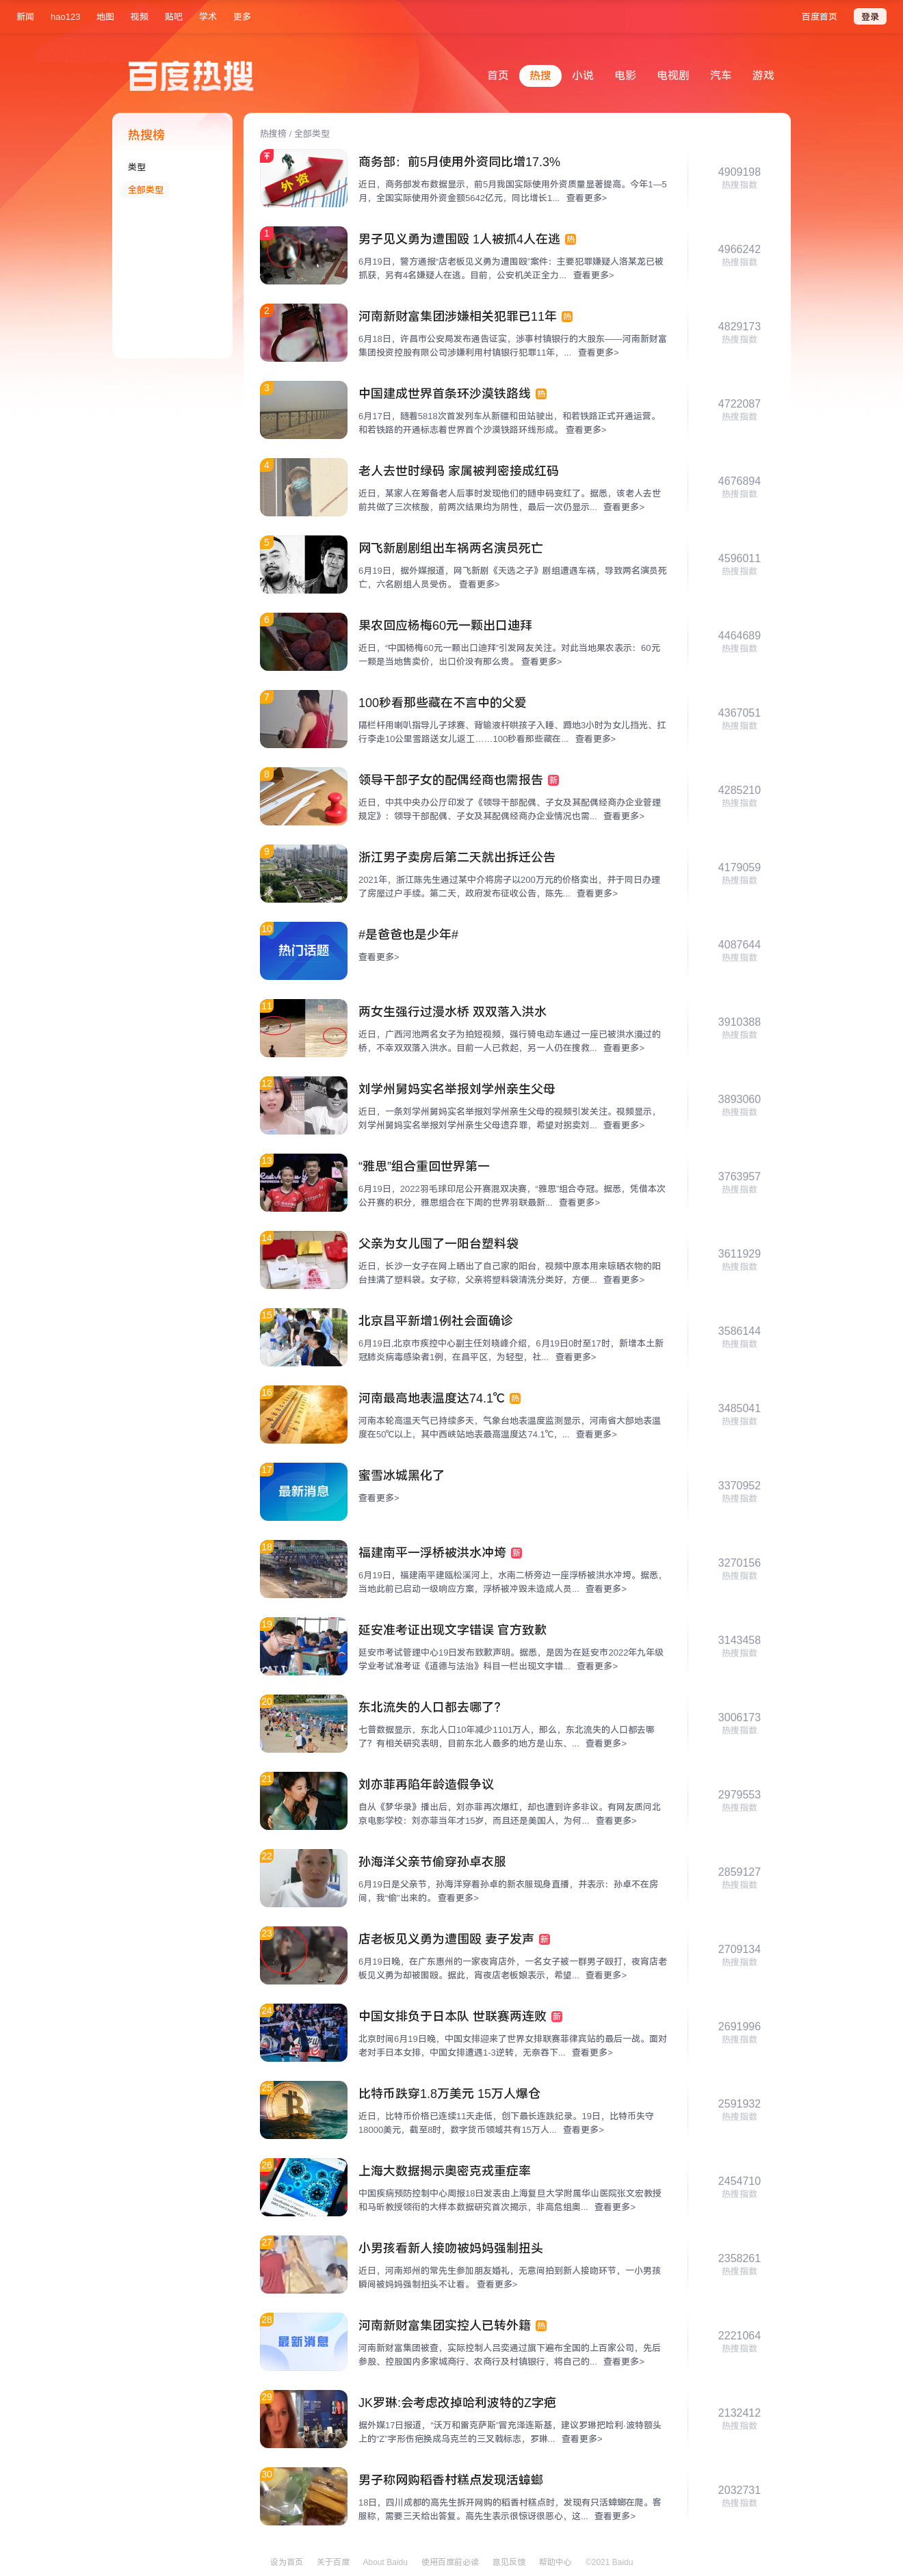 新闻 hao123 地图 视频 贴吧 学术 更多 百度首页 登录
百度热搜 首页 热搜 小说 电影 电视剧 汽车 游戏
热搜榜
类型
全部类型
热搜榜 / 全部类型
外资
商务部：前5月使用外资同比增17.3%
近日，商务部发布数据显示，前5月我国实际使用外资质量显著提高。今年1—5
月，全国实际使用外资金额5642亿元，同比增长1... 查看更多>
4909198
热搜指数
1
男子见义勇为遭围殴 1人被抓4人在逃 热
6月19日，警方通报“店老板见义勇为遭围殴”案件：主要犯罪嫌疑人洛某龙已被
抓获，另有4名嫌疑人在逃。目前，公安机关正全力... 查看更多>
4966242
热搜指数
2
河南新财富集团涉嫌相关犯罪已11年 热
6月18日，许昌市公安局发布通告证实，涉事村镇银行的大股东——河南新财富
集团投资控股有限公司涉嫌利用村镇银行犯罪11年，... 查看更多>
4829173
热搜指数
3
中国建成世界首条环沙漠铁路线 热
6月17日，随着5818次首发列车从新疆和田站驶出，和若铁路正式开通运营。
和若铁路的开通标志着世界首个沙漠铁路环线形成。 查看更多>
4722087
热搜指数
4
老人去世时绿码 家属被判密接成红码
近日，某家人在筹备老人后事时发现他们的随申码变红了。据悉，该老人去世
前共做了三次核酸，前两次结果均为阴性，最后一次仍显示... 查看更多>
4676894
热搜指数
5
网飞新剧剧组出车祸两名演员死亡
6月19日，据外媒报道，网飞新剧《天选之子》剧组遭遇车祸，导致两名演员死
亡，六名剧组人员受伤。 查看更多>
4596011
热搜指数
6
果农回应杨梅60元一颗出口迪拜
近日，“中国杨梅60元一颗出口迪拜”引发网友关注。对此当地果农表示：60元
一颗是当地售卖价，出口价没有那么贵。 查看更多>
4464689
热搜指数
7
100秒看那些藏在不言中的父爱
隔栏杆用喇叭指导儿子球赛、背输液杆哄孩子入睡、蹲地3小时为女儿挡光、扛
行李走10公里雪路送女儿返工……100秒看那些藏在... 查看更多>
4367051
热搜指数
8
领导干部子女的配偶经商也需报告 新
近日，中共中央办公厅印发了《领导干部配偶、子女及其配偶经商办企业管理
规定》：领导干部配偶、子女及其配偶经商办企业情况也需... 查看更多>
4285210
热搜指数
9
浙江男子卖房后第二天就出拆迁公告
2021年，浙江陈先生通过某中介将房子以200万元的价格卖出，并于同日办理
了房屋过户手续。第二天，政府发布征收公告，陈先... 查看更多>
4179059
热搜指数
10
热门话题
#是爸爸也是少年#
查看更多>
4087644
热搜指数
11
两女生强行过漫水桥 双双落入洪水
近日，广西河池两名女子为拍短视频，强行骑电动车通过一座已被洪水漫过的
桥，不幸双双落入洪水。目前一人已救起，另一人仍在搜救... 查看更多>
3910388
热搜指数
12
刘学州舅妈实名举报刘学州亲生父母
近日，一条刘学州舅妈实名举报刘学州亲生父母的视频引发关注。视频显示，
刘学州舅妈实名举报刘学州亲生父母遗弃罪，希望对拐卖刘... 查看更多>
3893060
热搜指数
13
“雅思”组合重回世界第一
6月19日，2022羽毛球印尼公开赛混双决赛，“雅思”组合夺冠。据悉，凭借本次
公开赛的积分，雅思组合在下周的世界羽联最新... 查看更多>
3763957
热搜指数
14
父亲为女儿囤了一阳台塑料袋
近日，长沙一女子在网上晒出了自己家的阳台，视频中原本用来晾晒衣物的阳
台挂满了塑料袋。女子称，父亲将塑料袋清洗分类好，方便... 查看更多>
3611929
热搜指数
15
北京昌平新增1例社会面确诊
6月19日,北京市疾控中心副主任刘晓峰介绍，6月19日0时至17时，新增本土新
冠肺炎病毒感染者1例，在昌平区，为轻型，社... 查看更多>
3586144
热搜指数
16
河南最高地表温度达74.1℃ 热
河南本轮高温天气已持续多天，气象台地表温度监测显示，河南省大部地表温
度在50℃以上，其中西峡站地表最高温度达74.1℃，... 查看更多>
3485041
热搜指数
17
最新消息
蜜雪冰城黑化了
查看更多>
3370952
热搜指数
18
福建南平一浮桥被洪水冲垮 新
6月19日，福建南平建瓯松溪河上，水南二桥旁边一座浮桥被洪水冲垮。据悉，
当地此前已启动一级响应方案，浮桥被冲毁未造成人员... 查看更多>
3270156
热搜指数
19
延安准考证出现文字错误 官方致歉
延安市考试管理中心19日发布致歉声明。据悉，是因为在延安市2022年九年级
学业考试准考证《道德与法治》科目一栏出现文字错... 查看更多>
3143458
热搜指数
20
东北流失的人口都去哪了？
七普数据显示，东北人口10年减少1101万人，那么，东北流失的人口都去哪
了？有相关研究表明，目前东北人最多的地方是山东、... 查看更多>
3006173
热搜指数
21
刘亦菲再陷年龄造假争议
自从《梦华录》播出后，刘亦菲再次爆红，却也遭到许多非议。有网友质问北
京电影学校：刘亦菲当年才15岁，而且还是美国人，为何... 查看更多>
2979553
热搜指数
22
孙海洋父亲节偷穿孙卓衣服
6月19日是父亲节，孙海洋穿着孙卓的新衣服现身直播，并表示：孙卓不在房
间，我“偷”出来的。 查看更多>
2859127
热搜指数
23
店老板见义勇为遭围殴 妻子发声 新
6月19日晚，在广东惠州的一家夜宵店外，一名女子被一群男子殴打，夜宵店老
板见义勇为却被围殴。据此，宵夜店老板娘表示，希望... 查看更多>
2709134
热搜指数
24
中国女排负于日本队 世联赛两连败 新
北京时间6月19日晚，中国女排迎来了世界女排联赛菲律宾站的最后一战。面对
老对手日本女排，中国女排遭遇1-3逆转，无奈吞下... 查看更多>
2691996
热搜指数
25
比特币跌穿1.8万美元 15万人爆仓
近日，比特币价格已连续11天走低，创下最长连跌纪录。19日，比特币失守
18000美元，截至8时，数字货币领域共有15万人... 查看更多>
2591932
热搜指数
26
上海大数据揭示奥密克戎重症率
中国疾病预防控制中心周报18日发表由上海复旦大学附属华山医院张文宏教授
和马昕教授领衔的大样本数据研究首次揭示，非高危组奥... 查看更多>
2454710
热搜指数
27
小男孩看新人接吻被妈妈强制扭头
近日，河南郑州的常先生参加朋友婚礼，无意间拍到新人接吻环节，一小男孩
瞬间被妈妈强制扭头不让看。 查看更多>
2358261
热搜指数
28
最新消息
河南新财富集团实控人已转外籍 热
河南新财富集团被查，实际控制人吕奕通过旗下遍布全国的上百家公司，先后
参股、控股国内多家城商行、农商行及村镇银行，将自己的... 查看更多>
2221064
热搜指数
29
JK罗琳:会考虑改掉哈利波特的Z字疤
据外媒17日报道，“沃万和雷克萨斯”冒充泽连斯基，建议罗琳把哈利·波特额头
上的“Z”字形伤疤换成乌克兰的三叉戟标志，罗琳... 查看更多>
2132412
热搜指数
30
男子称网购稻香村糕点发现活蟑螂
18日，四川成都的高先生拆开网购的稻香村糕点时，发现有只活蟑螂在爬。客
服称，需要三天给出答复。高先生表示很惊讶很恶心，这... 查看更多>
2032731
热搜指数
设为首页 关于百度 About Baidu 使用百度前必读 意见反馈 帮助中心 ©2021 Baidu